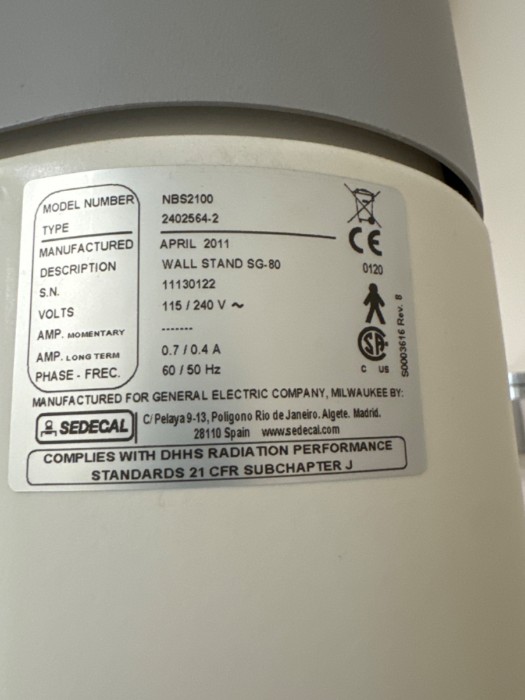 MODEL NUMBER NBS2100
TYPE 2402564-2
MANUFACTURED APRIL 2011
DESCRIPTION WALL STAND SG-80
S.N. 11130122
VOLTS 115 / 240 V ~
AMP. MOMENTARY -------
AMP. LONG TERM 0.7 / 0.4 A
PHASE - FREC. 60 / 50 Hz
CE
0120
SA
C US
50003616 Rev. B
MANUFACTURED FOR GENERAL ELECTRIC COMPANY, MILWAUKEE BY:
SEDECAL
C/ Pelaya 9-13, Poligono Rio de Janeiro. Algete. Madrid.
28110 Spain www.sedecal.com
COMPLIES WITH DHHS RADIATION PERFORMANCE
STANDARDS 21 CFR SUBCHAPTER J